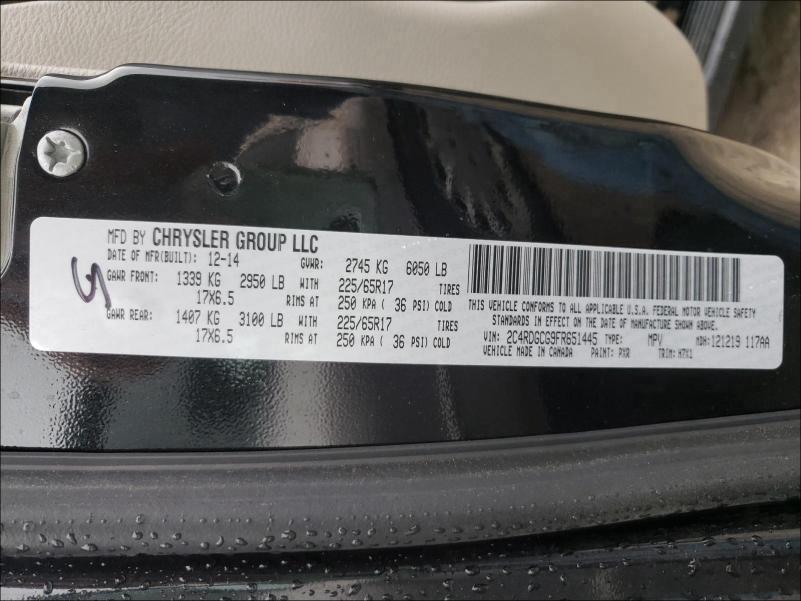 MFD BY CHRYSLER GROUP LLC
DATE OF MFR(BUILT): 12-14 GVWR: 2745 KG 6050 LB
GAWR FRONT: 1339 KG 2950 LB WITH 225/65R17 TIRES
17X6.5 RIMS AT 250 KPA ( 36 PSI) COLD
GAWR REAR: 1407 KG 3100 LB WITH 225/65R17 TIRES
17X6.5 RIMS AT 250 KPA ( 36 PSI) COLD
THIS VEHICLE CONFORMS TO ALL APPLICABLE U.S.A. FEDERAL MOTOR VEHICLE SAFETY
STANDARDS IN EFFECT ON THE DATE OF MANUFACTURE SHOWN ABOVE.
VIN: 2C4RDGCG9FR651445 TYPE: MPV MDH:121219 117AA
VEHICLE MADE IN CANADA PAINT: PXR TRIM: H7X1